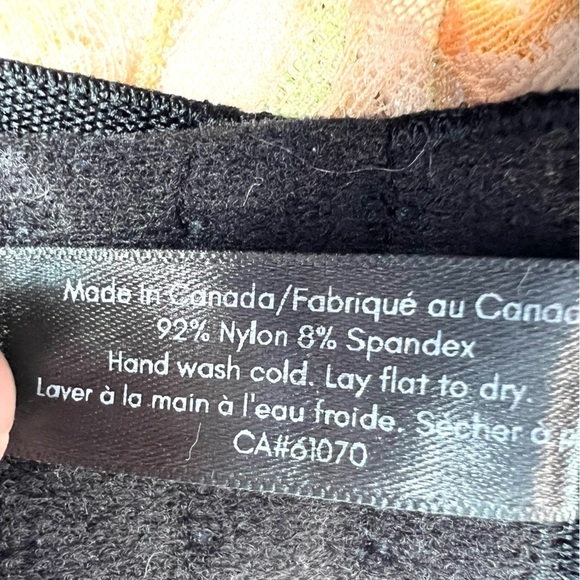 Made In Canada/Fabriqué au Canad
92% Nylon 8% Spandex
Hand wash cold. Lay flat to dry.
Laver à la main à l'eau froide. Sécher à
CA#61070